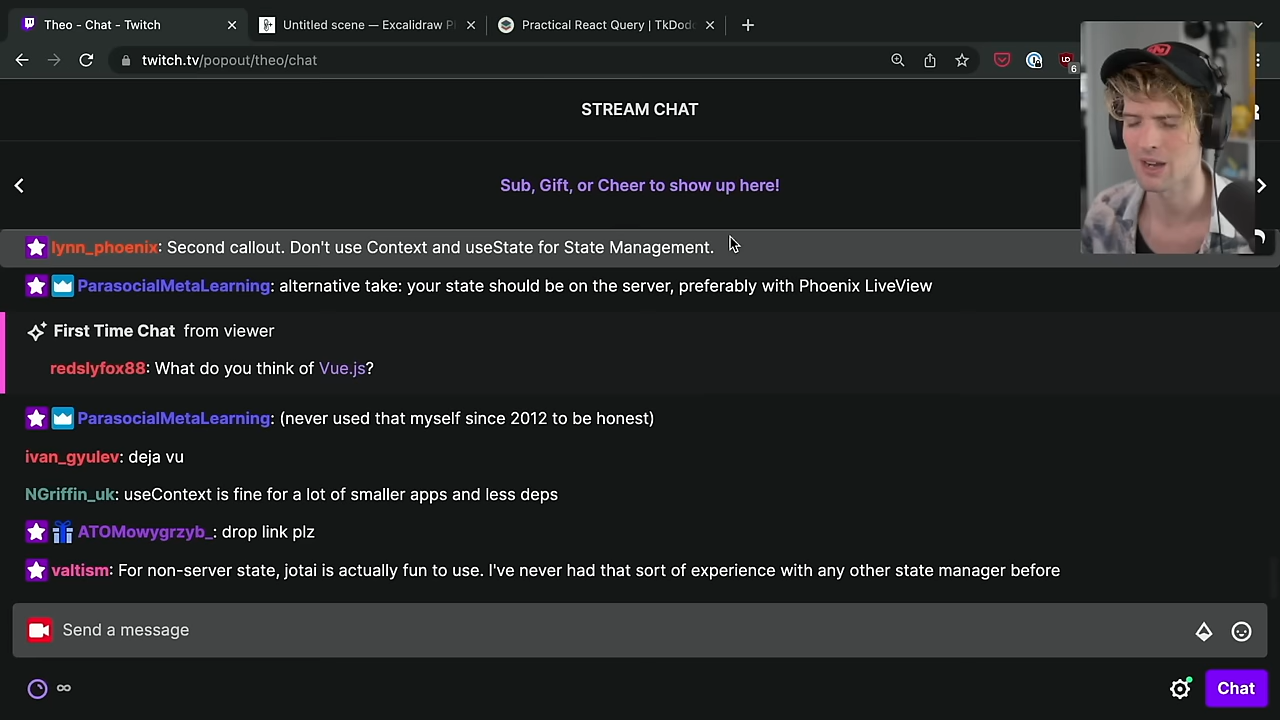 Theo - Chat - Twitch
Untitled scene — Excalidraw Pl
Practical React Query | TkDodo
twitch.tv/popout/theo/chat
6
STREAM CHAT
Sub, Gift, or Cheer to show up here!
lynn_phoenix: Second callout. Don't use Context and useState for State Management.
ParasocialMetaLearning: alternative take: your state should be on the server, preferably with Phoenix LiveView
First Time Chat from viewer
redslyfox88: What do you think of Vue.js?
ParasocialMetaLearning: (never used that myself since 2012 to be honest)
ivan_gyulev: deja vu
NGriffin_uk: useContext is fine for a lot of smaller apps and less deps
ATOMowygrzyb_: drop link plz
valtism: For non-server state, jotai is actually fun to use. I've never had that sort of experience with any other state manager before
Send a message
∞
Chat